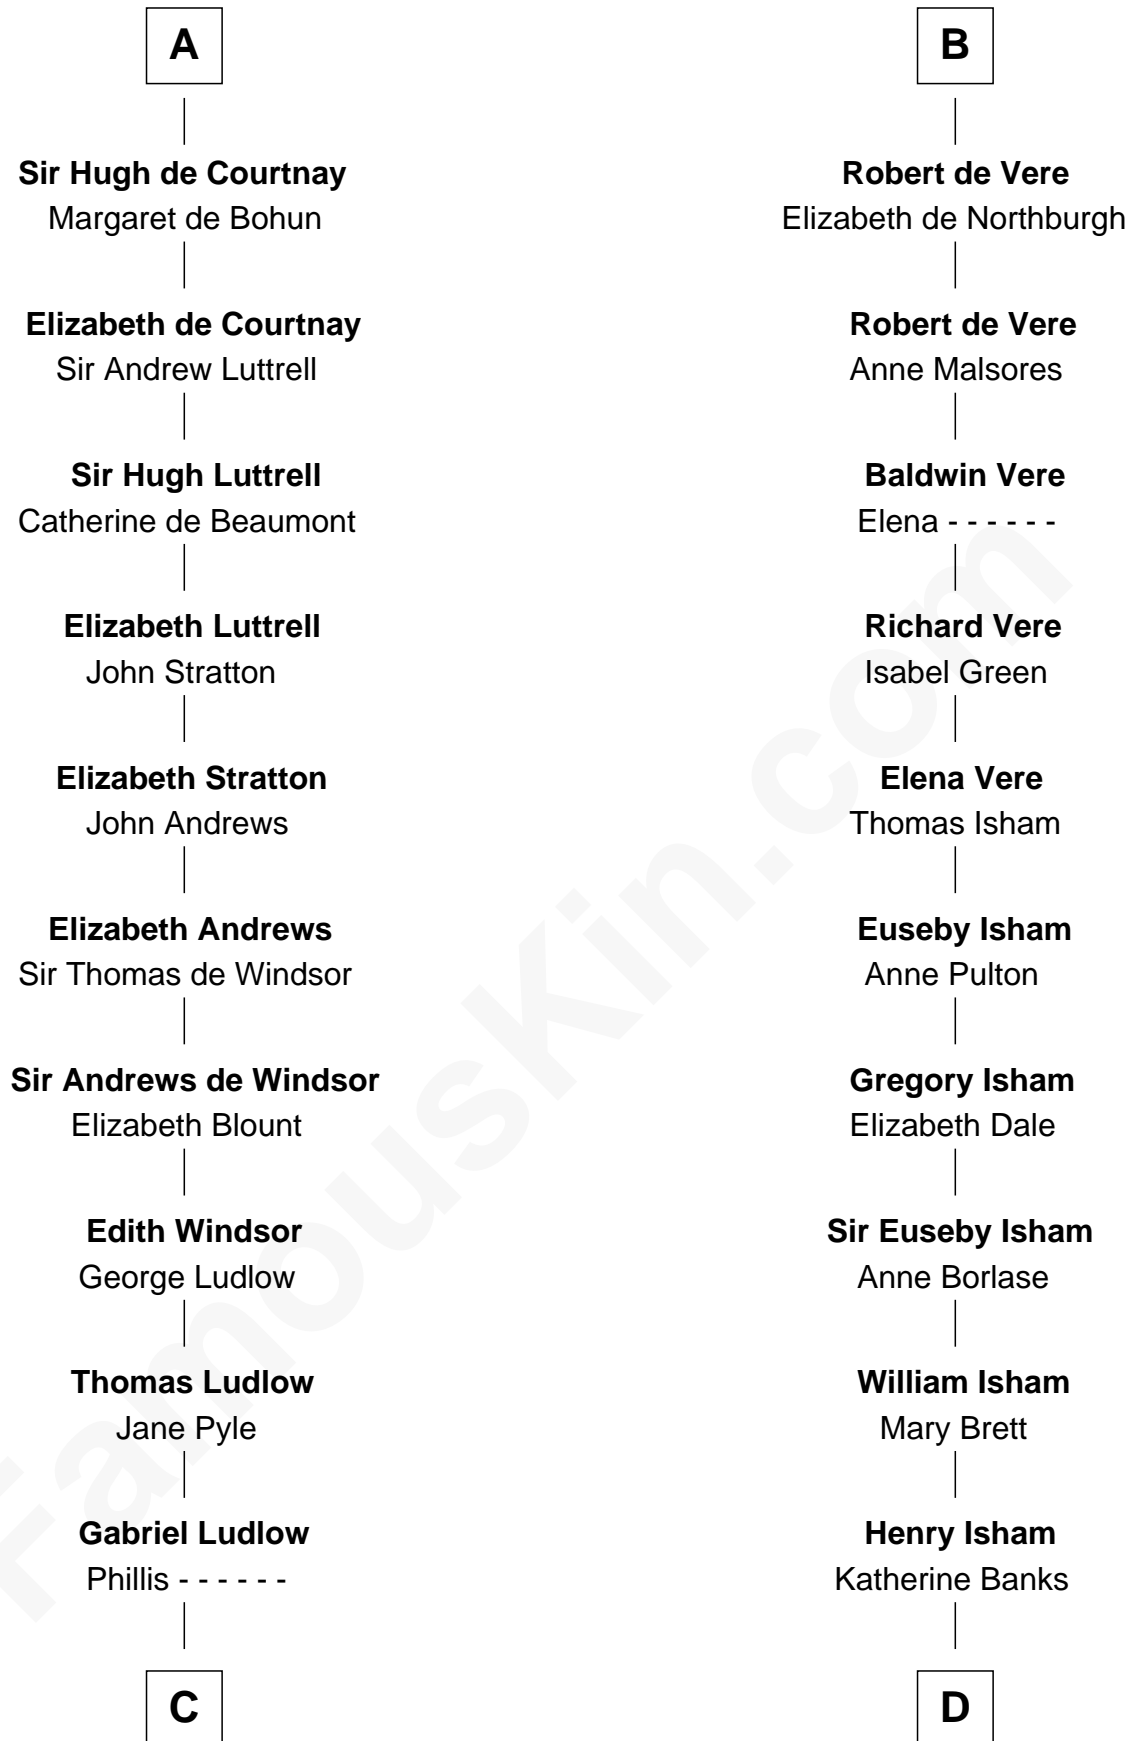 A
Sir Hugh de Courtnay
Margaret de Bohun
Elizabeth de Courtnay
Sir Andrew Luttrell
Sir Hugh Luttrell
Catherine de Beaumont
Elizabeth Luttrell
John Stratton
Elizabeth Stratton
John Andrews
Elizabeth Andrews
Sir Thomas de Windsor
Sir Andrews de Windsor
Elizabeth Blount
Edith Windsor
George Ludlow
Thomas Ludlow
Jane Pyle
Gabriel Ludlow
Phillis - - - - - -
C
B
Robert de Vere
Elizabeth de Northburgh
Robert de Vere
Anne Malsores
Baldwin Vere
Elena - - - - - -
Richard Vere
Isabel Green
Elena Vere
Thomas Isham
Euseby Isham
Anne Pulton
Gregory Isham
Elizabeth Dale
Sir Euseby Isham
Anne Borlase
William Isham
Mary Brett
Henry Isham
Katherine Banks
D
FamousKin.com